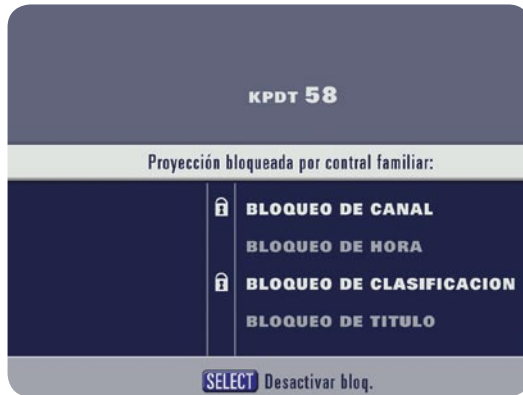 KPDT 58
Proyección bloqueada por contral familiar:
BLOQUEO DE CANAL
BLOQUEO DE HORA
BLOQUEO DE CLASIFICACION
BLOQUEO DE TITULO
SELECT Desactivar bloq.